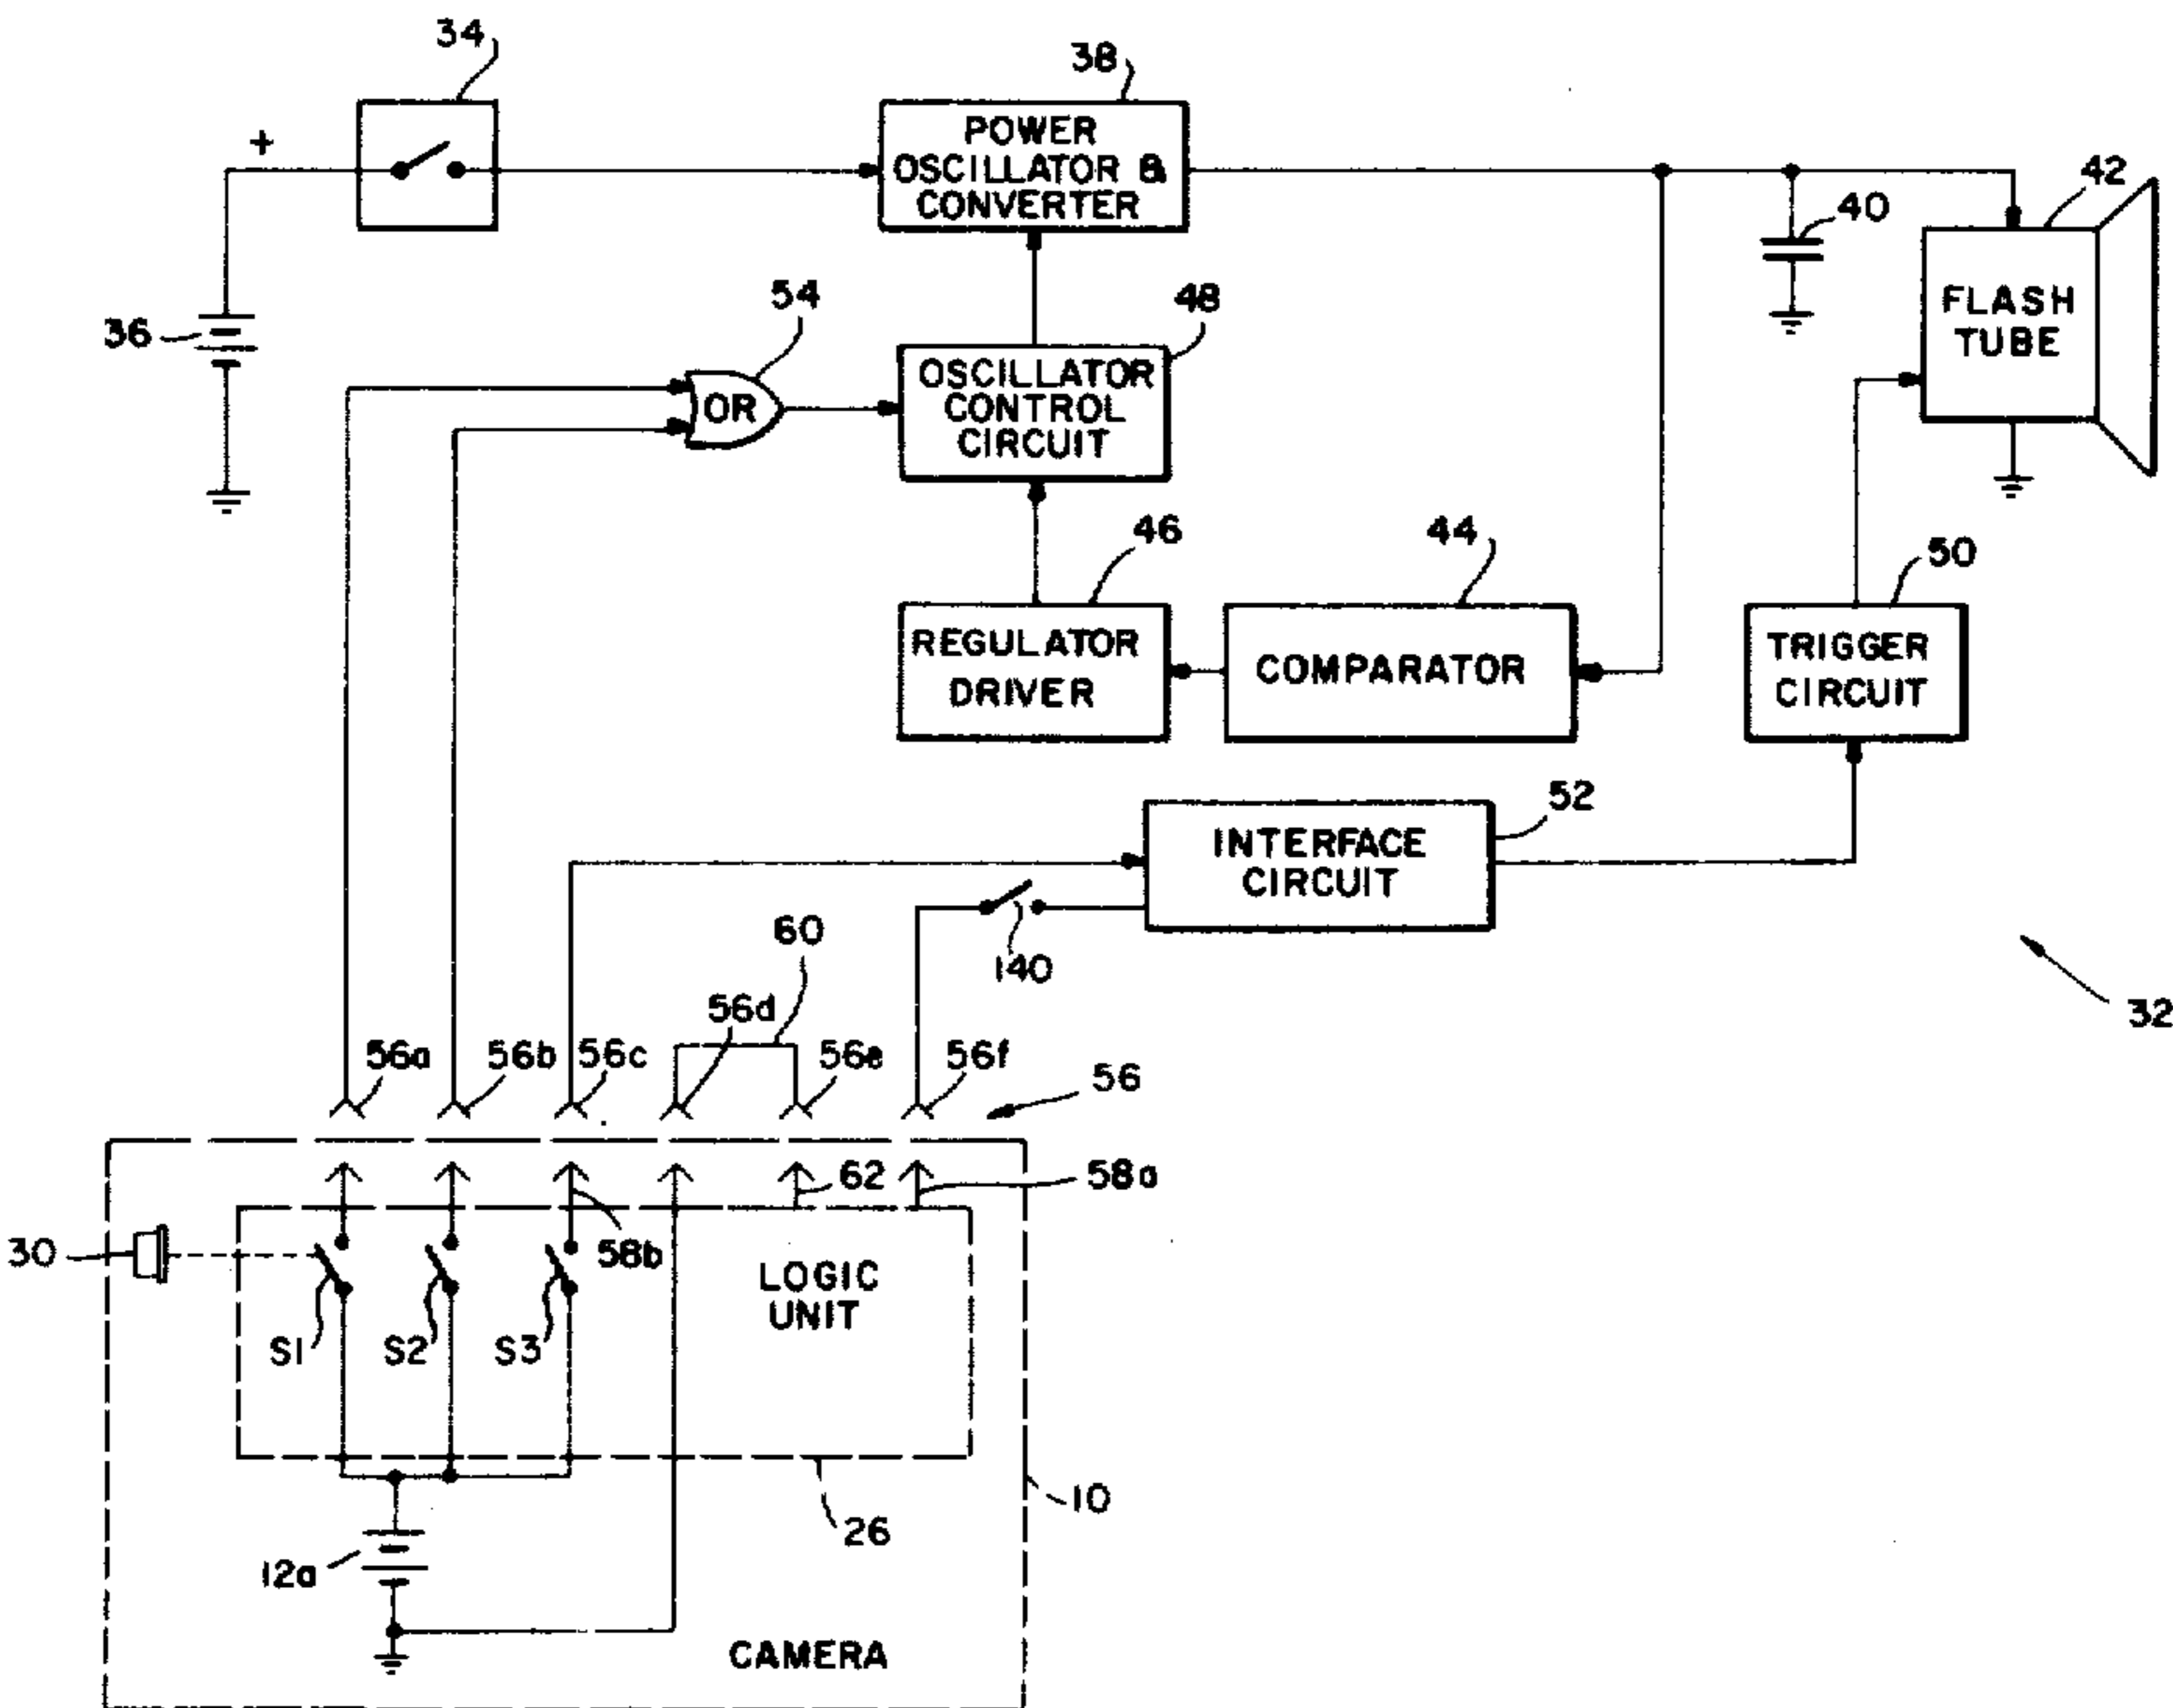 34
38
+
POWER
OSCILLATOR &
CONVERTER
42
40
54
48
36
FLASH
TUBE
OR
OSCILLATOR
CONTROL
CIRCUIT
46
44
50
REGULATOR
DRIVER
COMPARATOR
TRIGGER
CIRCUIT
52
INTERFACE
CIRCUIT
60
140
56d
32
56a
56b
56c
56e
56f
56
62
58a
30
58b
LOGIC
UNIT
S1
S2
S3
10
26
12a
CAMERA